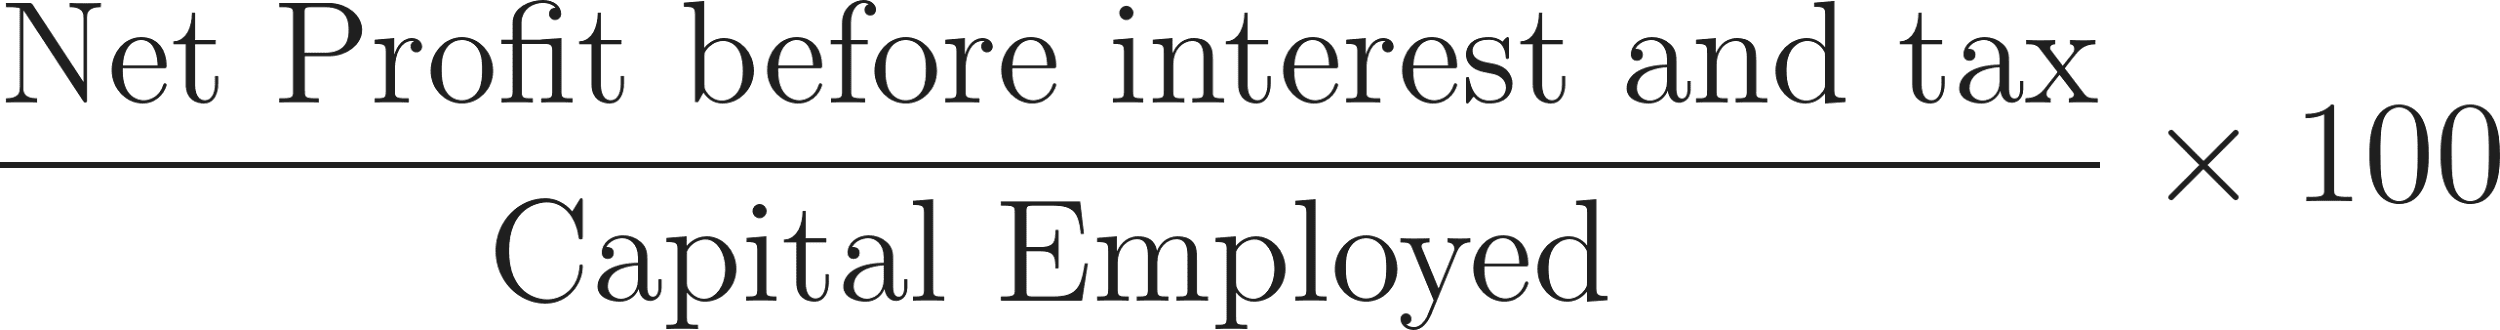 Net Profit before interest and tax
× 100
Capital Employed